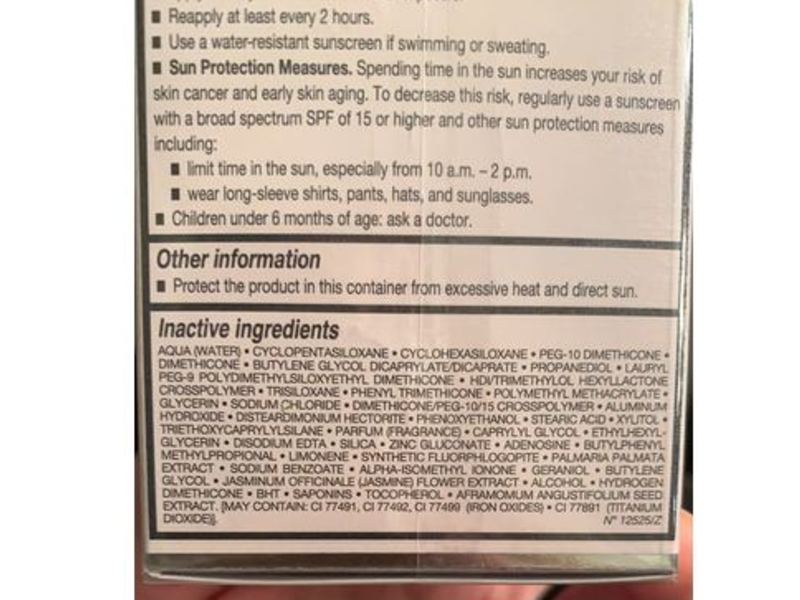 ■ Reapply at least every 2 hours.
■ Use a water-resistant sunscreen if swimming or sweating.
■ Sun Protection Measures. Spending time in the sun increases your risk of
skin cancer and early skin aging. To decrease this risk, regularly use a sunscreen
with a broad spectrum SPF of 15 or higher and other sun protection measures
including:
■ limit time in the sun, especially from 10 a.m. – 2 p.m.
■ wear long-sleeve shirts, pants, hats, and sunglasses.
■ Children under 6 months of age: ask a doctor.
Other information
■ Protect the product in this container from excessive heat and direct sun.
Inactive ingredients
AQUA (WATER) • CYCLOPENTASILOXANE • CYCLOHEXASILOXANE • PEG-10 DIMETHICONE •
DIMETHICONE • BUTYLENE GLYCOL DICAPRYLATE/DICAPRATE • PROPANEDIOL • LAURYL
PEG-9 POLYDIMETHYLSILOXYETHYL DIMETHICONE • HDI/TRIMETHYLOL HEXYLLACTONE
CROSSPOLYMER • TRISILOXANE • PHENYL TRIMETHICONE • POLYMETHYL METHACRYLATE •
GLYCERIN • SODIUM CHLORIDE • DIMETHICONE/PEG-10/15 CROSSPOLYMER • ALUMINUM
HYDROXIDE • DISTEARDIMONIUM HECTORITE • PHENOXYETHANOL • STEARIC ACID • XYLITOL •
TRIETHOXYCAPRYLYLSILANE • PARFUM (FRAGRANCE) • CAPRYLYL GLYCOL • ETHYLHEXYL-
GLYCERIN • DISODIUM EDTA • SILICA • ZINC GLUCONATE • ADENOSINE • BUTYLPHENYL
METHYLPROPIONAL • LIMONENE • SYNTHETIC FLUORPHLOGOPITE • PALMARIA PALMATA
EXTRACT • SODIUM BENZOATE • ALPHA-ISOMETHYL IONONE • GERANIOL • BUTYLENE
GLYCOL • JASMINUM OFFICINALE (JASMINE) FLOWER EXTRACT • ALCOHOL • HYDROGEN
DIMETHICONE • BHT • SAPONINS • TOCOPHEROL • AFRAMOMUM ANGUSTIFOLIUM SEED
EXTRACT. [MAY CONTAIN: CI 77491, CI 77492, CI 77499 (IRON OXIDES) • CI 77891 (TITANIUM
DIOXIDE)]. N° 12525/Z